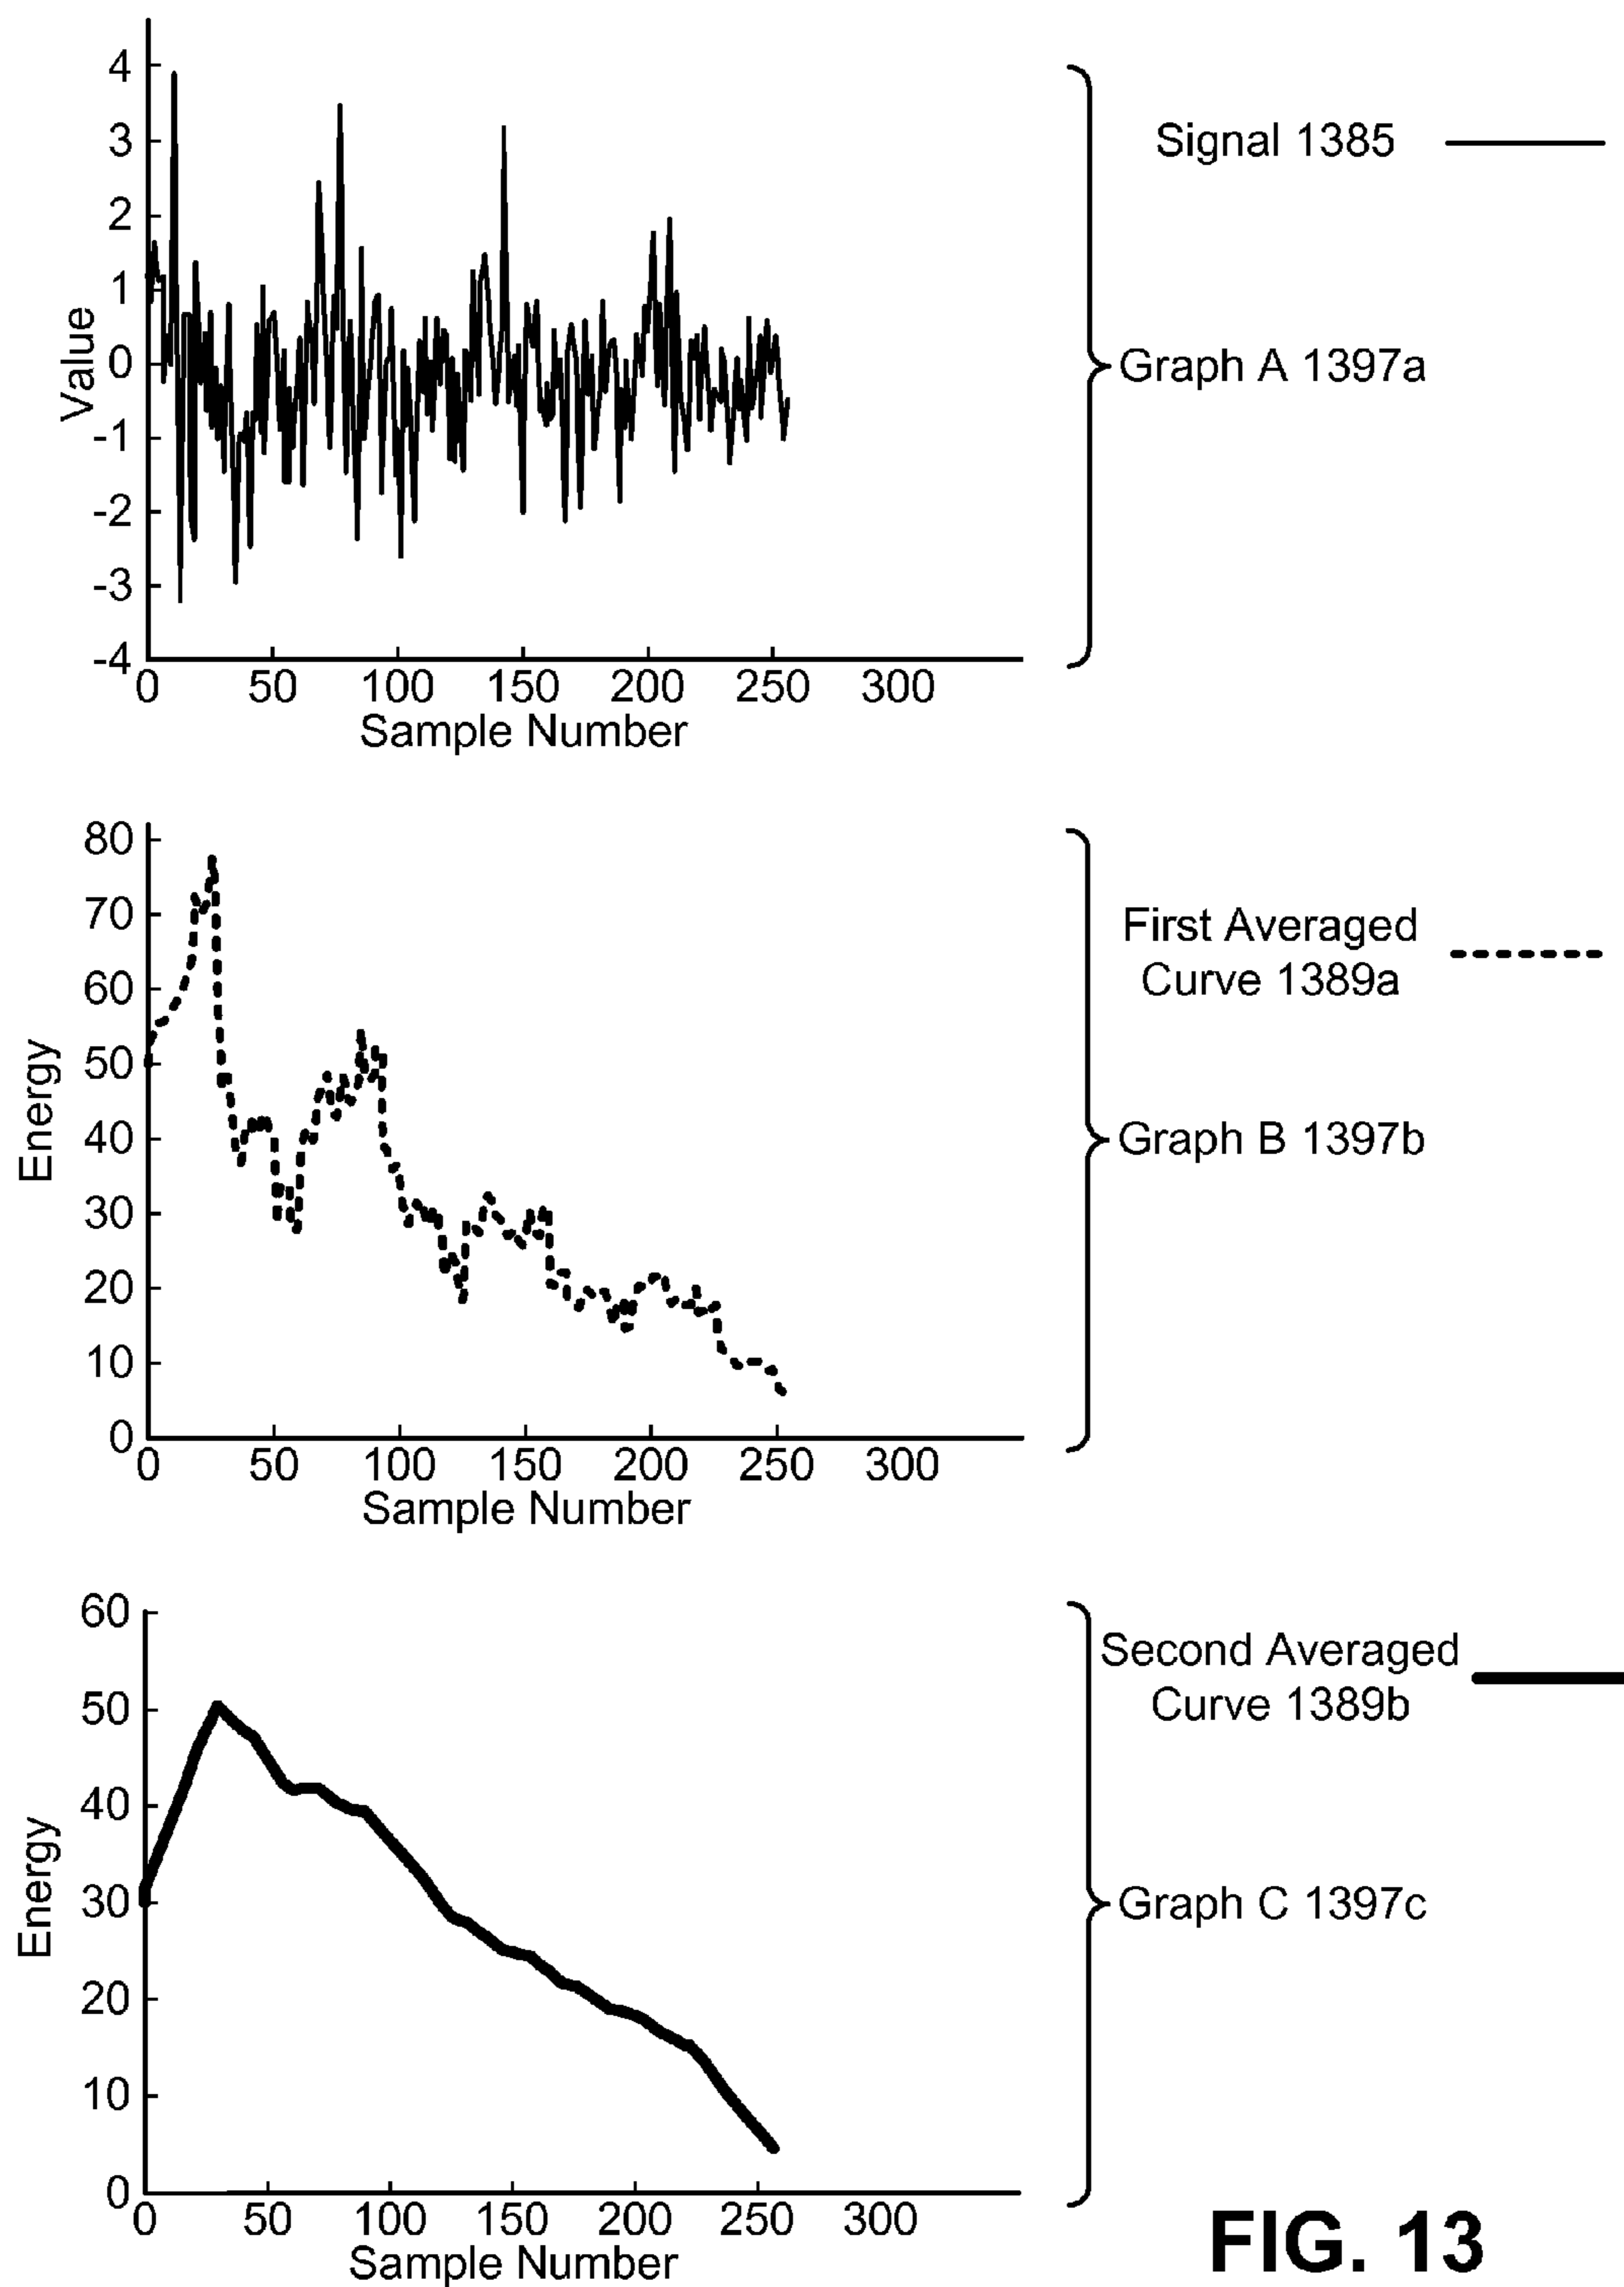 4
3
2
1
0
-1
-2
-3
-4
Value
0 50 100 150 200 250 300
Sample Number
Signal 1385
Graph A 1397a
80
70
60
50
40
30
20
10
0
Energy
0 50 100 150 200 250 300
Sample Number
First Averaged
Curve 1389a
Graph B 1397b
60
50
40
30
20
10
0
Energy
0 50 100 150 200 250 300
Sample Number
Second Averaged
Curve 1389b
Graph C 1397c
FIG. 13